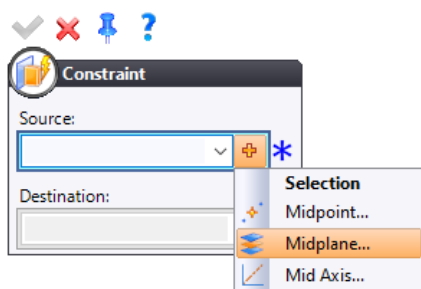 Constraint
Source:
Selection
Destination:
Midpoint...
Midplane...
Mid Axis...